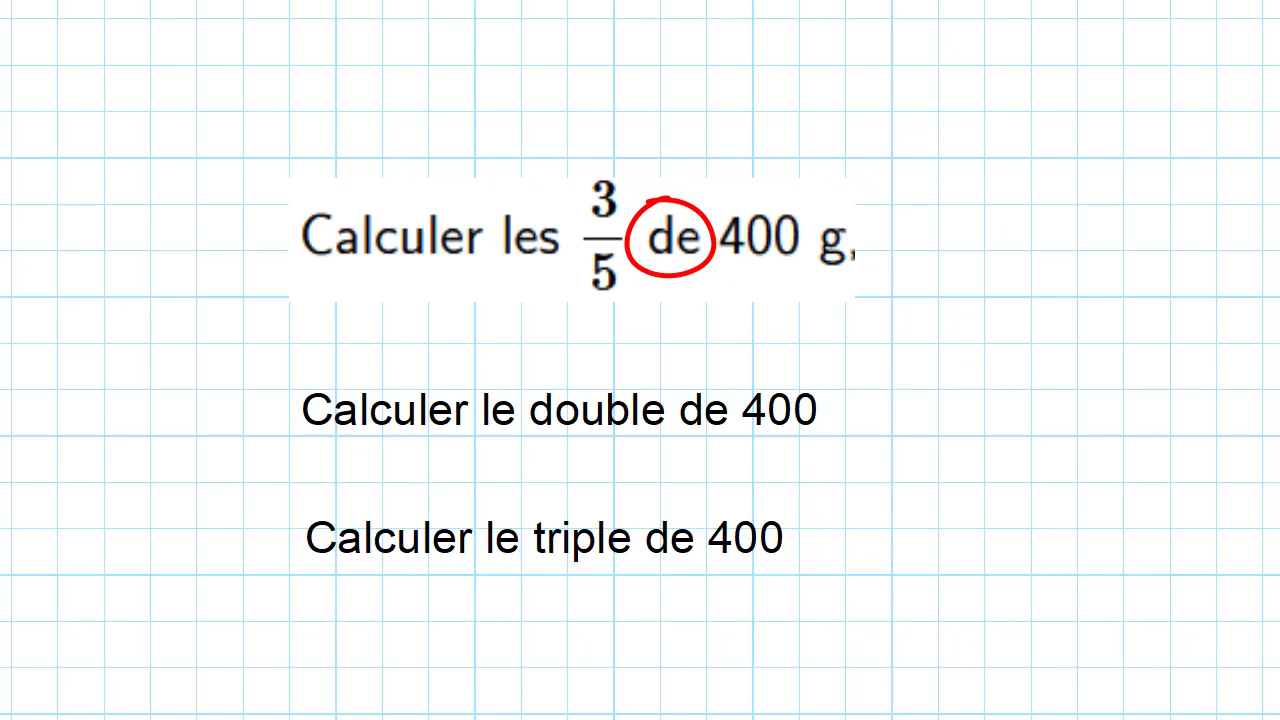 Calculer les 3/5 de 400 g,
Calculer le double de 400
Calculer le triple de 400